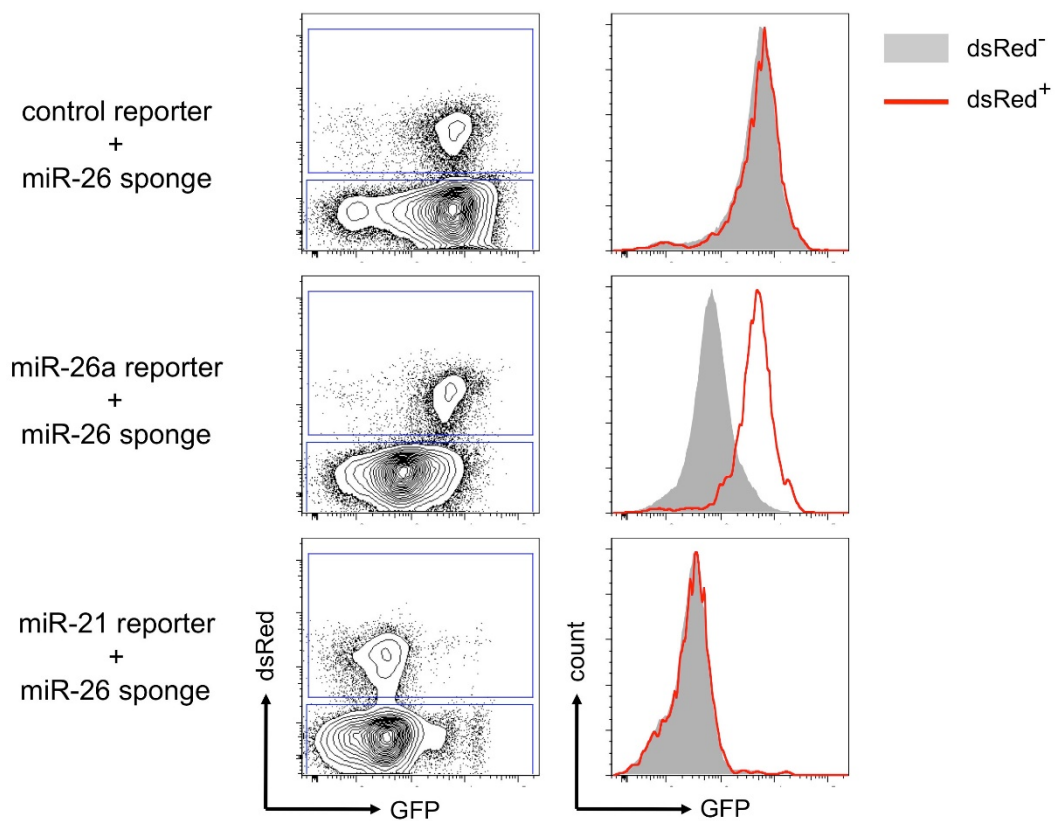 control reporter
+
miR-26 sponge
dsRed⁻
dsRed⁺
miR-26a reporter
+
miR-26 sponge
miR-21 reporter
+
miR-26 sponge
dsRed
GFP
count
GFP